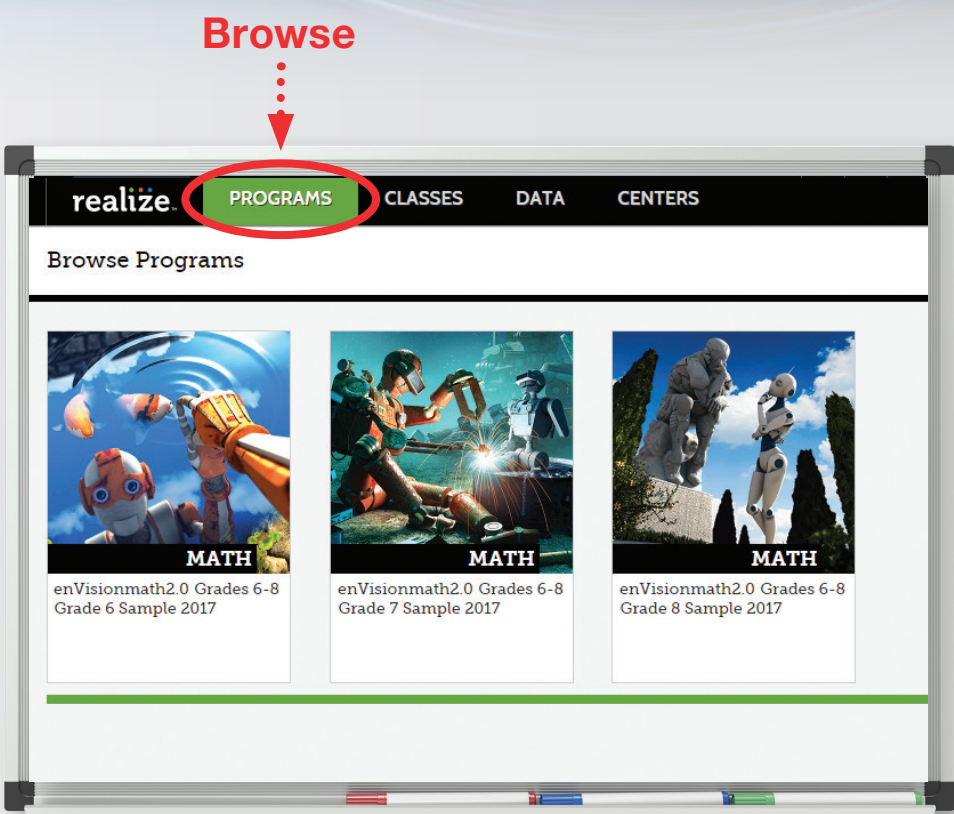 Browse
realize™ PROGRAMS CLASSES DATA CENTERS
Browse Programs
MATH
enVisionmath2.0 Grades 6-8
Grade 6 Sample 2017
MATH
enVisionmath2.0 Grades 6-8
Grade 7 Sample 2017
MATH
enVisionmath2.0 Grades 6-8
Grade 8 Sample 2017